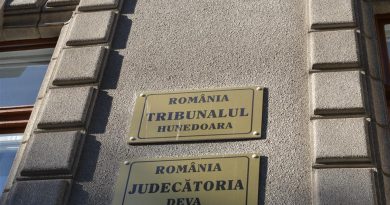 ROMÂNIA
TRIBUNALUL
HUNEDOARA
ROMÂNIA
JUDECĂTORIA
DEVA